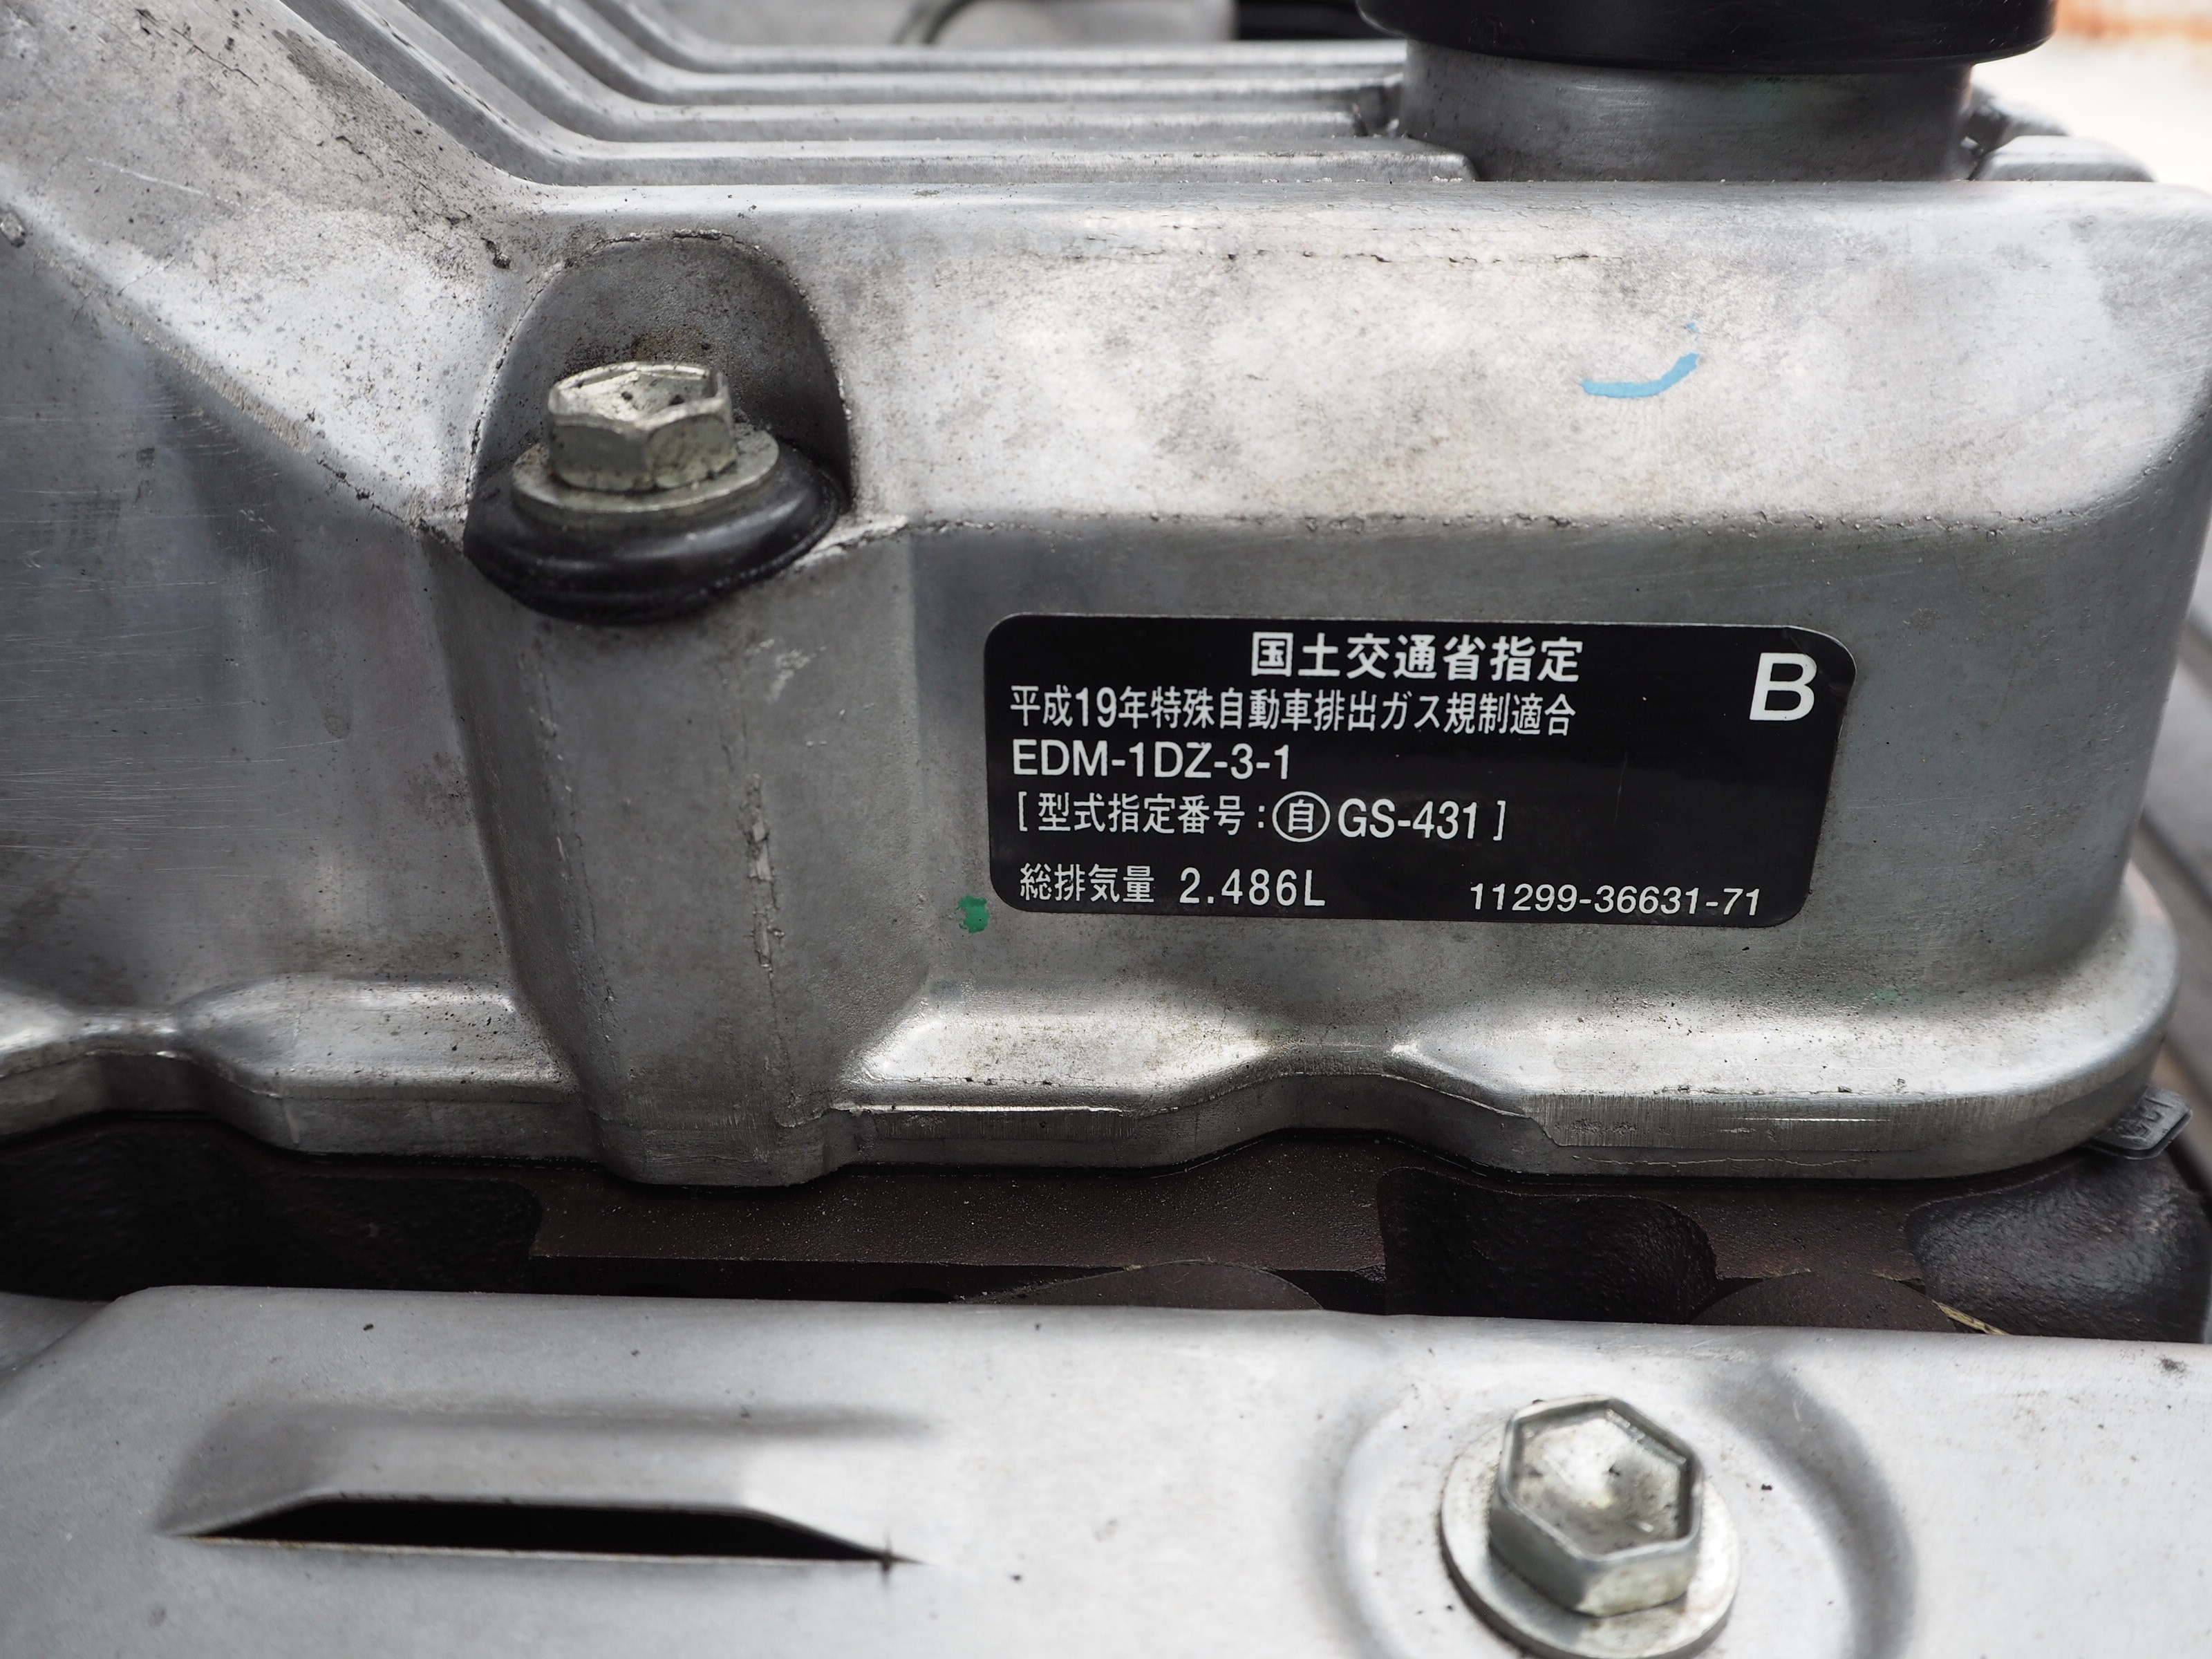 国土交通省指定
B
平成19年特殊自動車排出ガス規制適合
EDM-1DZ-3-1
[型式指定番号:㉂GS-431]
総排気量 2.486L 11299-36631-71